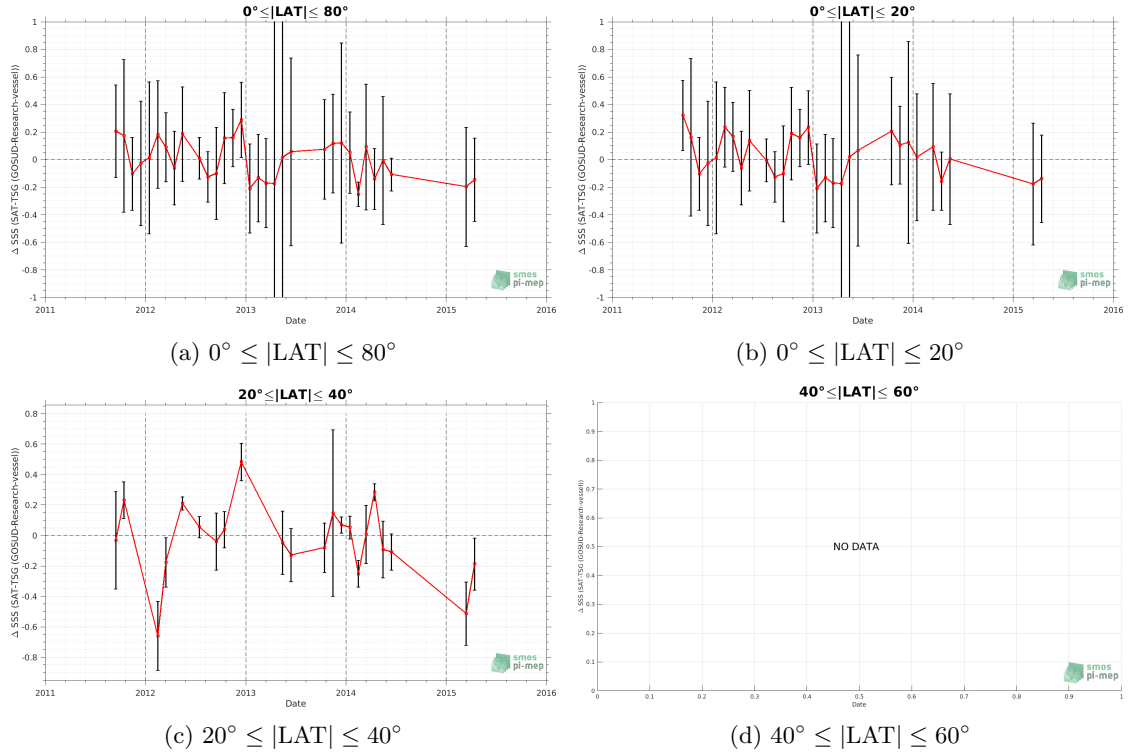 0°≤|LAT|≤ 80°
Δ SSS (SAT-TSG (GOSUD-Research-vessel))
1
0.8
0.6
0.4
0.2
0
-0.2
-0.4
-0.6
-0.8
-1
2011 2012 2013 2014 2015 2016
Date
smos
pi-mep
(a) 0° ≤ |LAT| ≤ 80°
0°≤|LAT|≤ 20°
Δ SSS (SAT-TSG (GOSUD-Research-vessel))
1
0.8
0.6
0.4
0.2
0
-0.2
-0.4
-0.6
-0.8
-1
2011 2012 2013 2014 2015 2016
Date
smos
pi-mep
(b) 0° ≤ |LAT| ≤ 20°
20°≤|LAT|≤ 40°
Δ SSS (SAT-TSG (GOSUD-Research-vessel))
0.8
0.6
0.4
0.2
0
-0.2
-0.4
-0.6
-0.8
2011 2012 2013 2014 2015 2016
Date
smos
pi-mep
(c) 20° ≤ |LAT| ≤ 40°
40°≤|LAT|≤ 60°
Δ SSS (SAT-TSG (GOSUD-Research-vessel))
1
0.9
0.8
0.7
0.6
0.5
0.4
0.3
0.2
0.1
0
NO DATA
0 0.1 0.2 0.3 0.4 0.5 0.6 0.7 0.8 0.9 1
Date
smos
pi-mep
(d) 40° ≤ |LAT| ≤ 60°